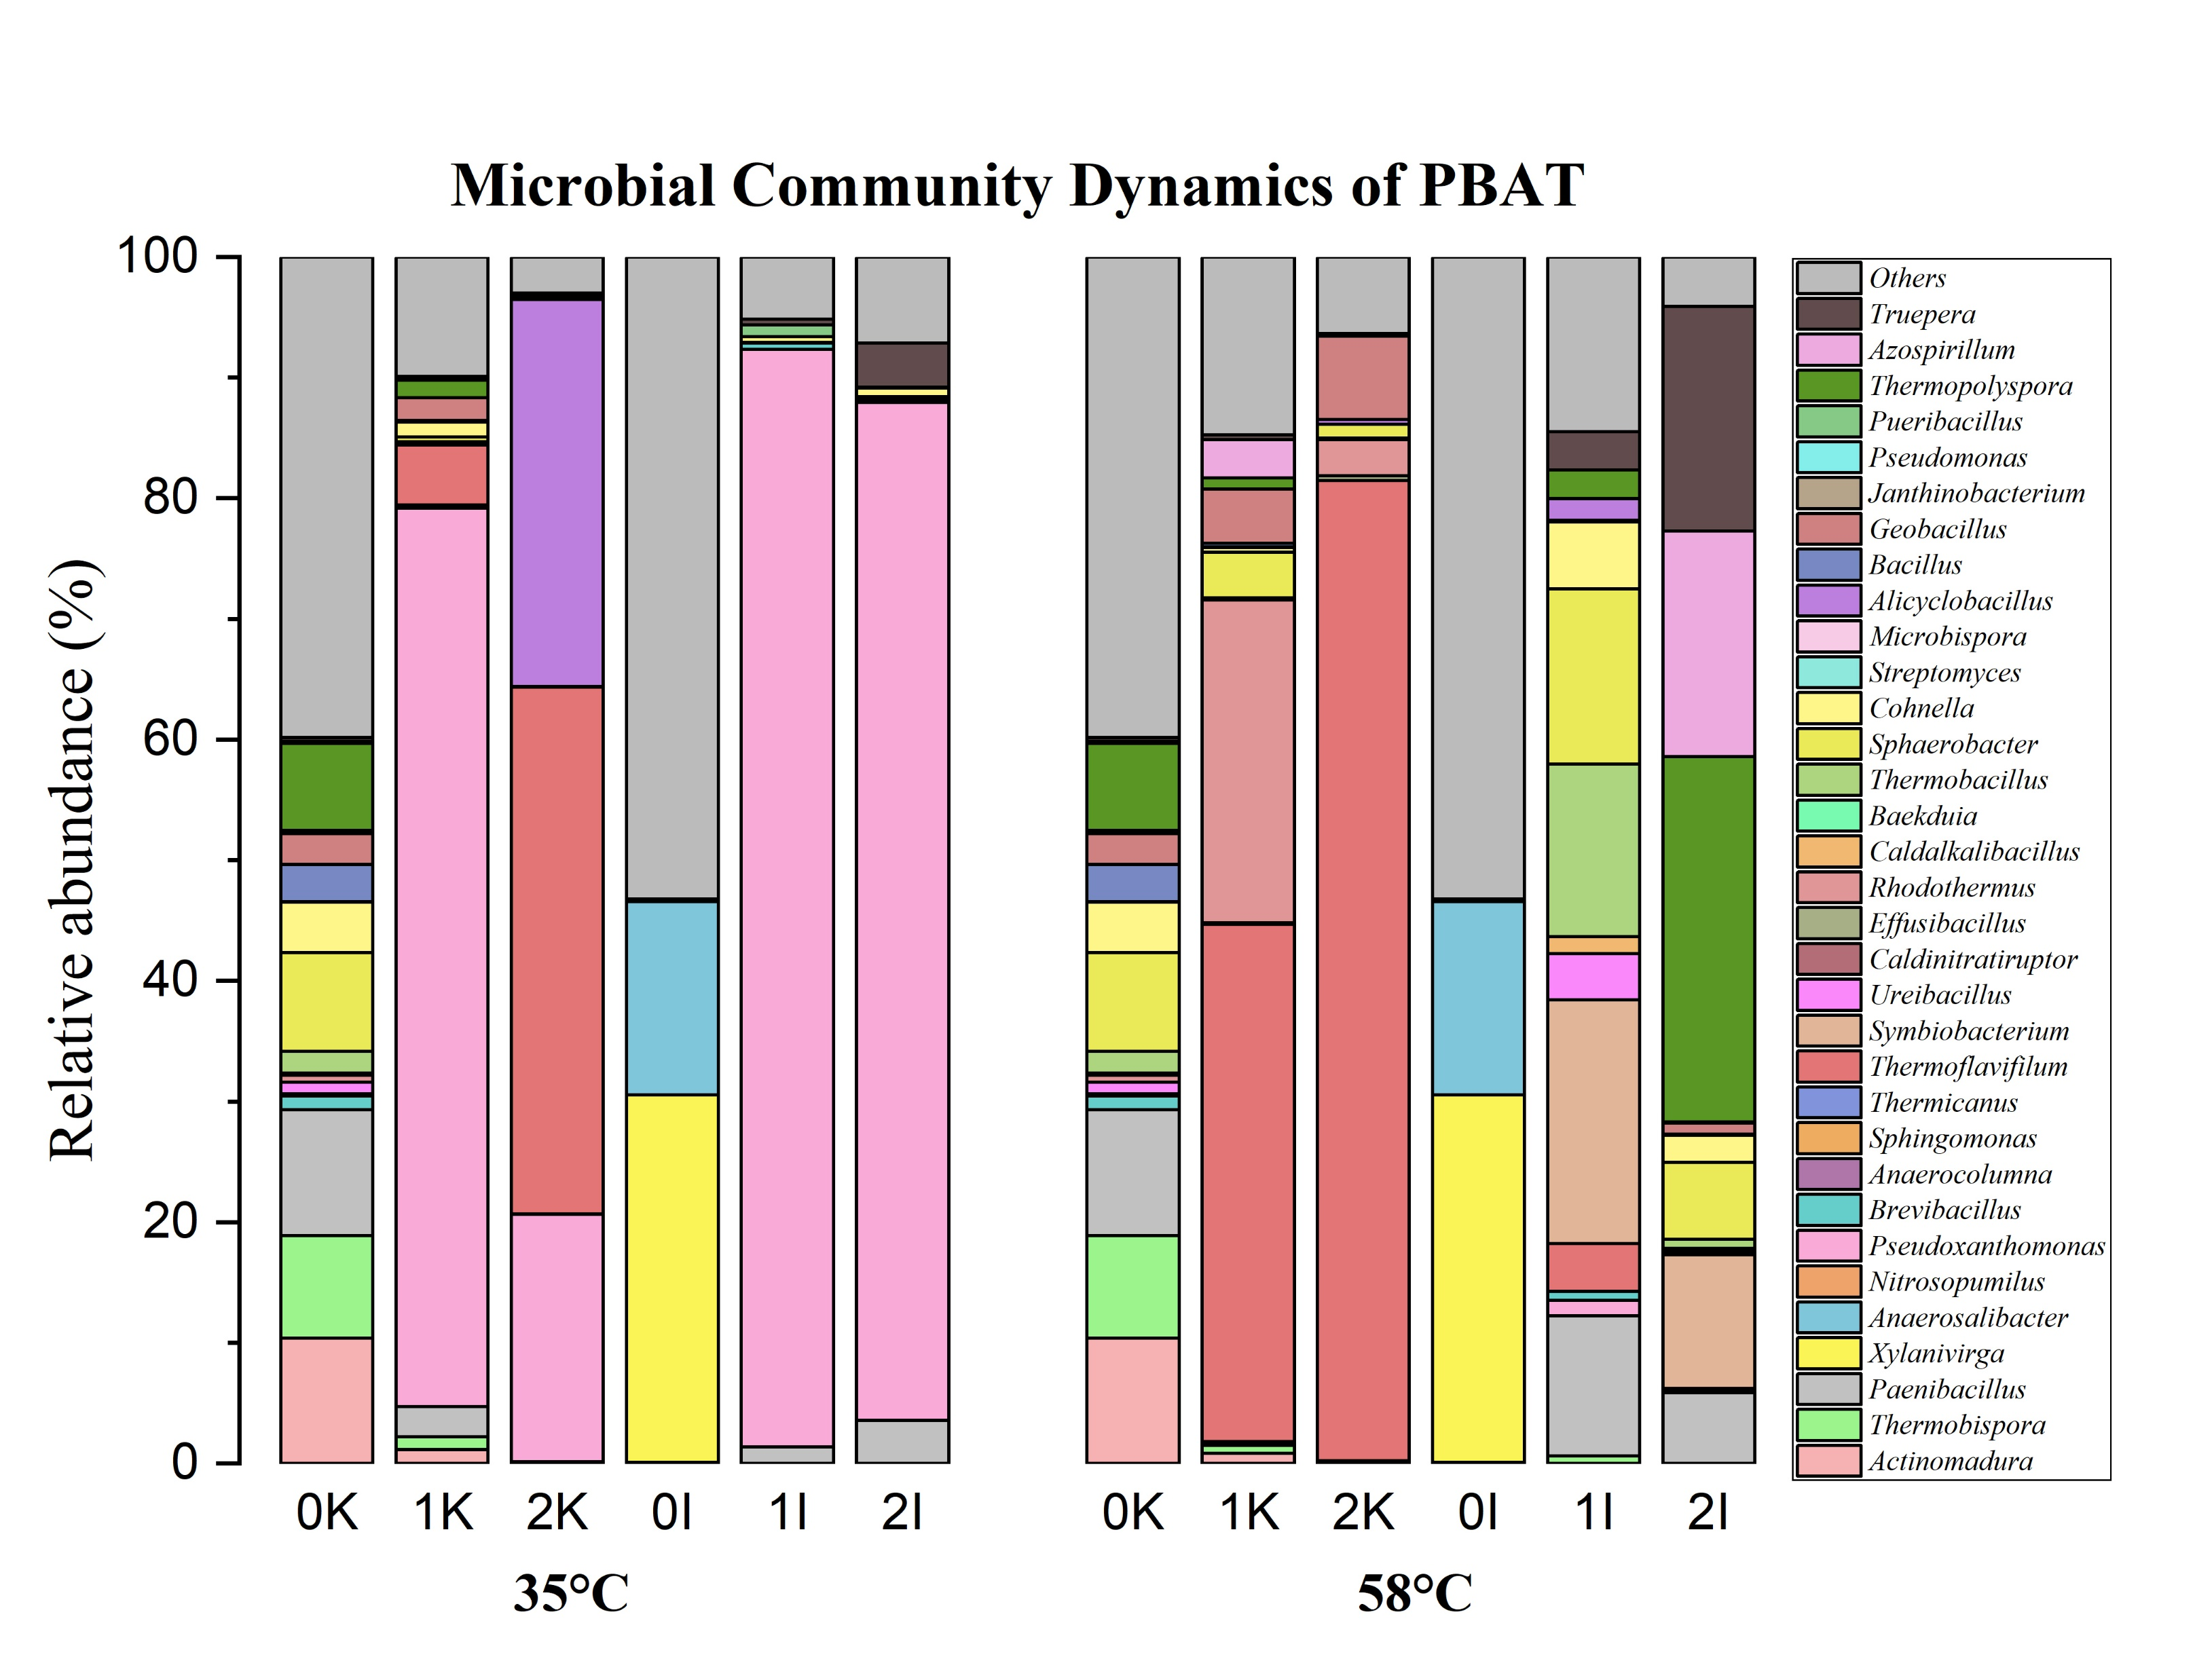 Microbial Community Dynamics of PBAT
Relative abundance (%)
100
80
60
40
20
0
0K 1K 2K 0I 1I 2I
0K 1K 2K 0I 1I 2I
35°C
58°C
Others
Truepera
Azospirillum
Thermopolyspora
Pueribacillus
Pseudomonas
Janthinobacterium
Geobacillus
Bacillus
Alicyclobacillus
Microbispora
Streptomyces
Cohnella
Sphaerobacter
Thermobacillus
Baekduia
Caldalkalibacillus
Rhodothermus
Effusibacillus
Caldinitratiruptor
Ureibacillus
Symbiobacterium
Thermoflavifilum
Thermicanus
Sphingomonas
Anaerocolumna
Brevibacillus
Pseudoxanthomonas
Nitrosopumilus
Anaerosalibacter
Xylanivirga
Paenibacillus
Thermobispora
Actinomadura